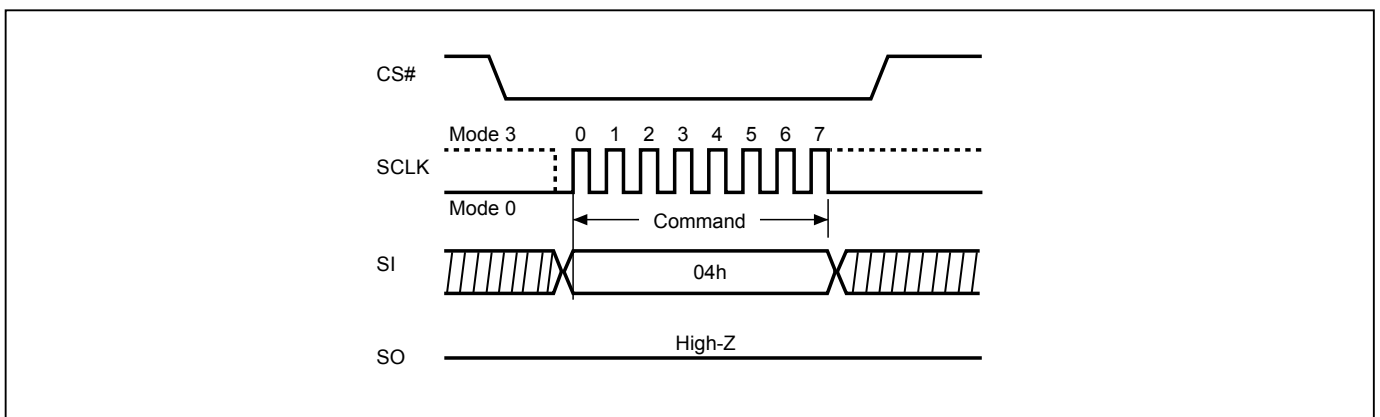 CS#
Mode 3
0 1 2 3 4 5 6 7
SCLK
Mode 0
Command
SI
04h
High-Z
SO